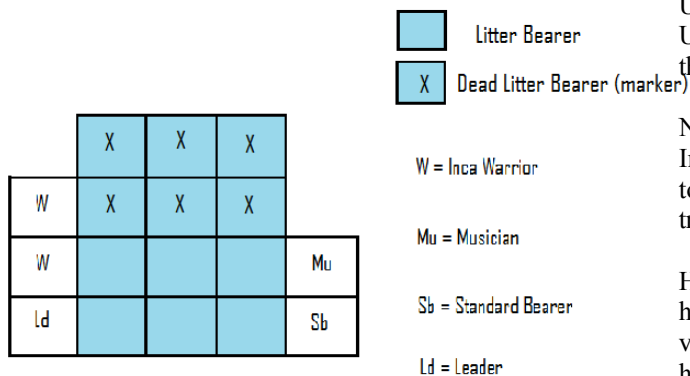 X X X
W X X X
W Mu
Ld Sb
Litter Bearer
X Dead Litter Bearer (marker)
W = Inca Warrior
Mu = Musician
Sb = Standard Bearer
Ld = Leader